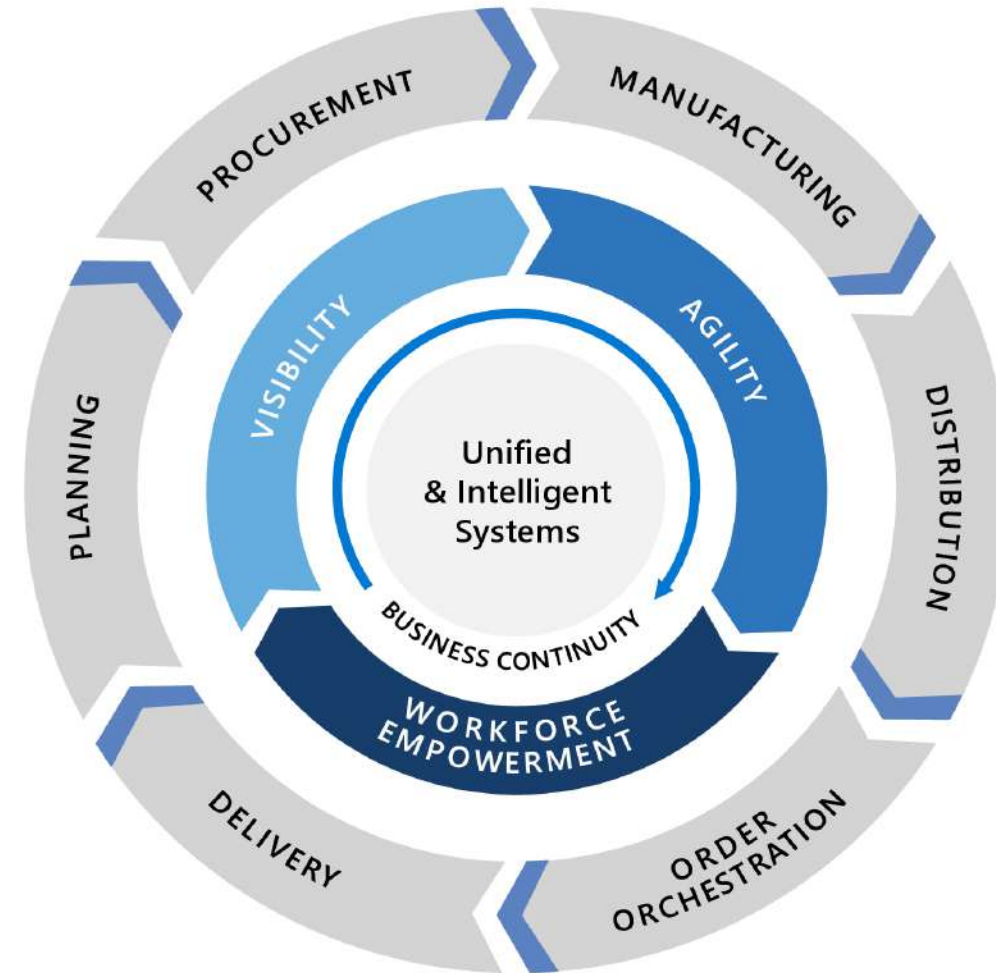 PROCUREMENT
MANUFACTURING
VISIBILITY
AGILITY
PLANNING
DISTRIBUTION
Unified
& Intelligent
Systems
BUSINESS CONTINUITY
WORKFORCE
EMPOWERMENT
DELIVERY
ORDER
ORCHESTRATION